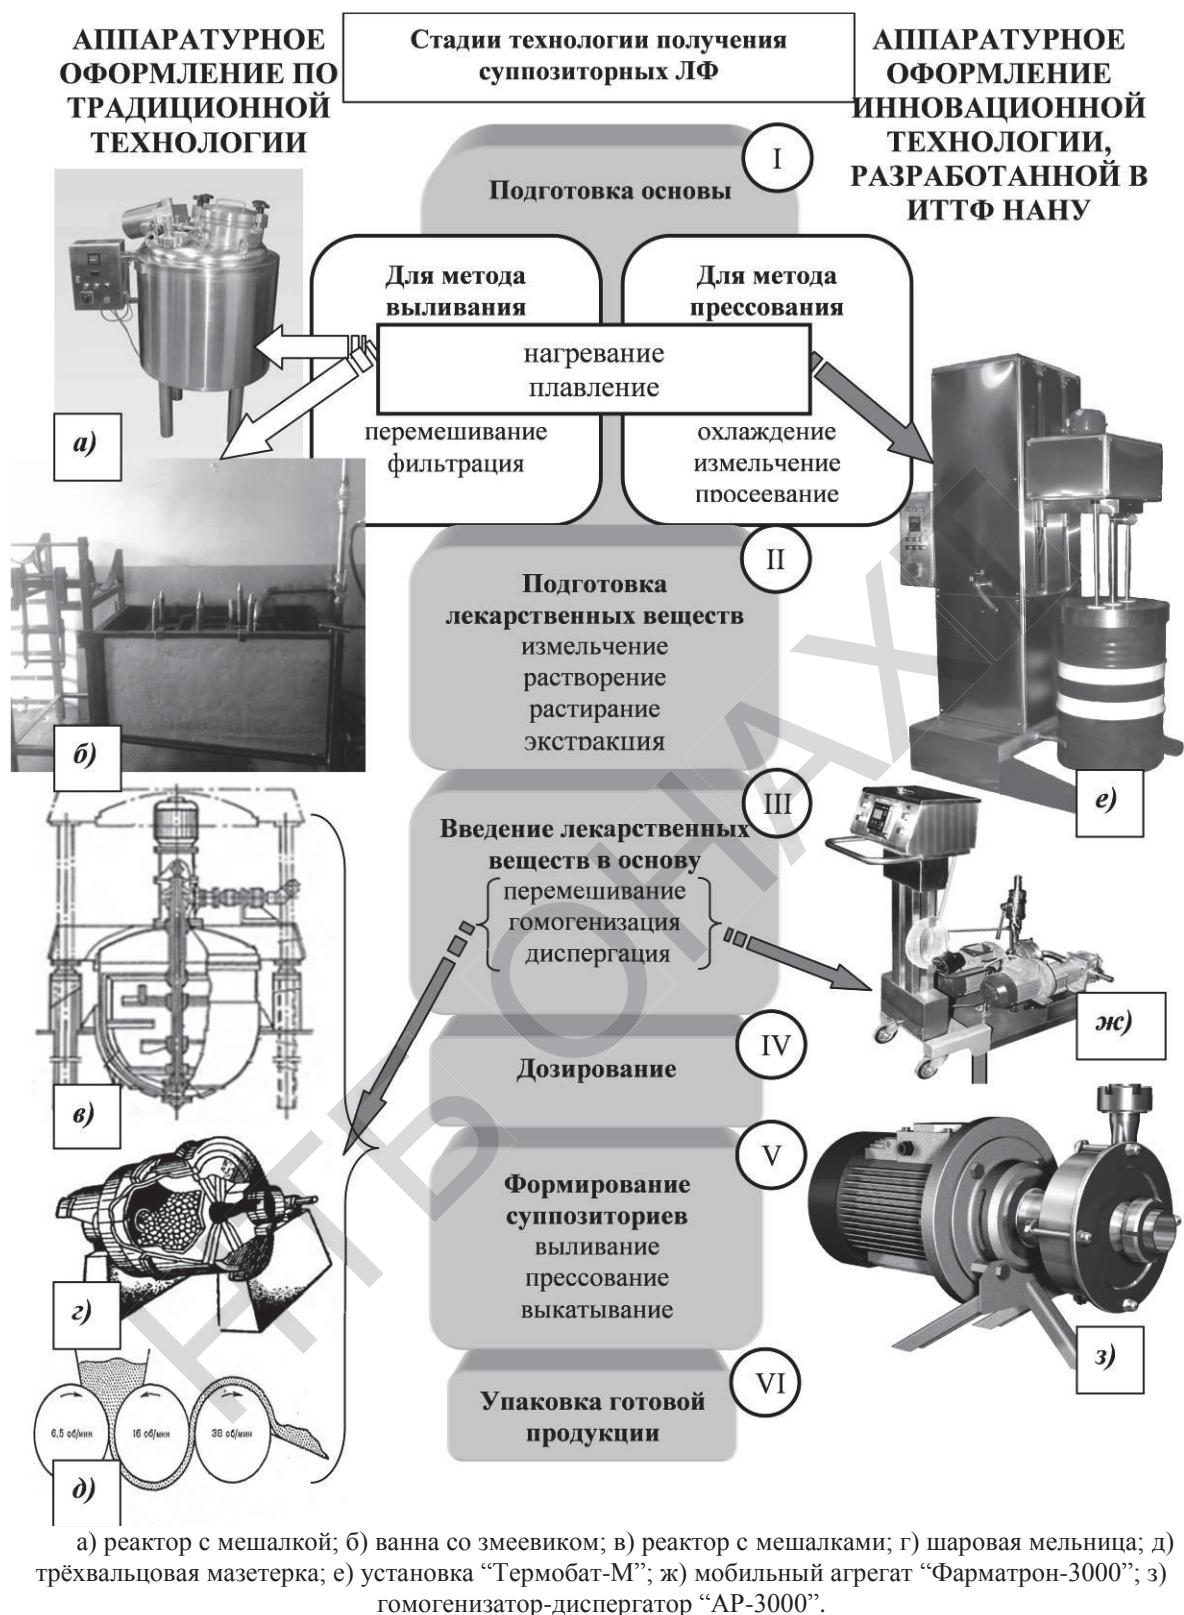 АППАРАТУРНОЕ
ОФОРМЛЕНИЕ ПО
ТРАДИЦИОННОЙ
ТЕХНОЛОГИИ
Стадии технологии получения
суппозиторных ЛФ
АППАРАТУРНОЕ
ОФОРМЛЕНИЕ
ИННОВАЦИОННОЙ
ТЕХНОЛОГИИ,
РАЗРАБОТАННОЙ В
ИТТФ НАНУ
I
Подготовка основы
Для метода
выливания
Для метода
прессования
нагревание
плавление
перемешивание
фильтрация
охлаждение
измельчение
просеевание
а)
б)
II
Подготовка
лекарственных веществ
измельчение
растворение
растирание
экстракция
е)
III
Введение лекарственных
веществ в основу
перемешивание
гомогенизация
диспергация
в)
ж)
IV
Дозирование
V
Формирование
суппозиториев
выливание
прессование
выкатывание
г)
з)
VI
Упаковка готовой
продукции
6,5 об/мин
16 об/мин
38 об/мин
д)
а) реактор с мешалкой; б) ванна со змеевиком; в) реактор с мешалками; г) шаровая мельница; д)
трёхвальцовая мазетерка; е) установка “Термобат-М”; ж) мобильный агрегат “Фарматрон-3000”; з)
гомогенизатор-диспергатор “АР-3000”.
НТБ ОНАХТ